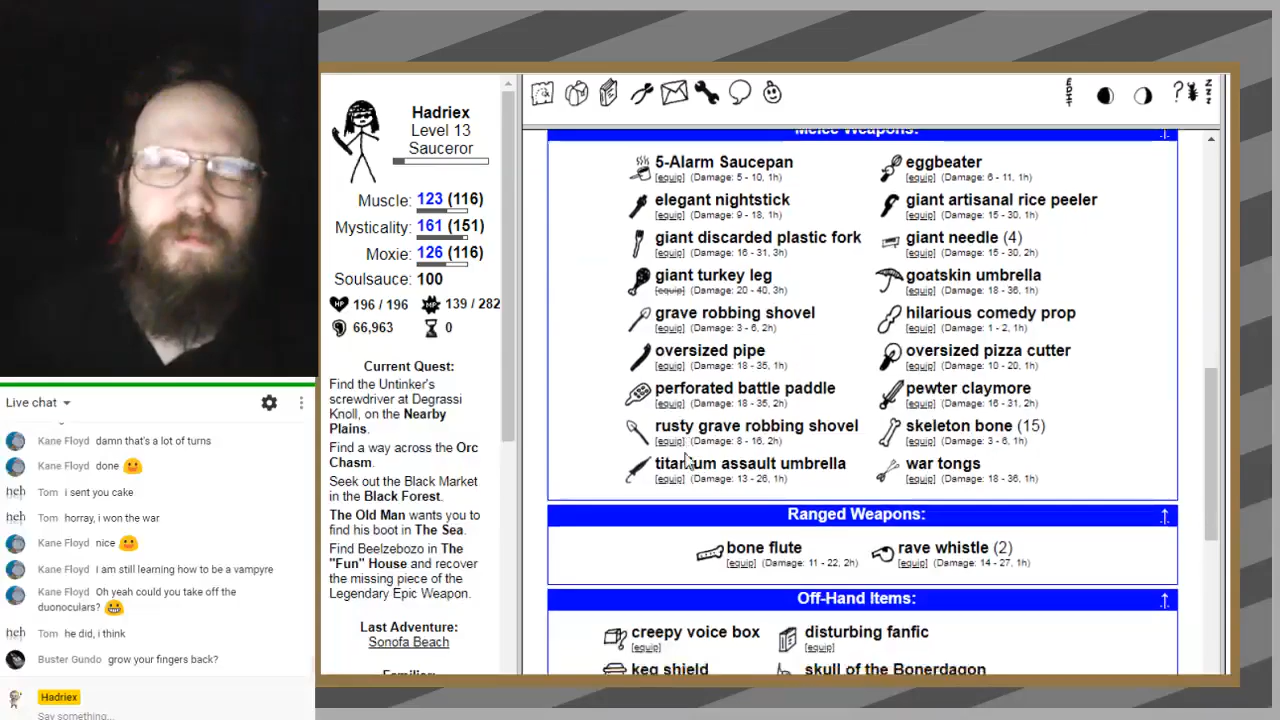 Hadriex
Level 13
Sauceror
Muscle: 123 (116)
Mysticality: 161 (151)
Moxie: 126 (116)
Soulsauce: 100
HP 196 / 196 MP 139 / 282
66,963 0
Current Quest:
Find the Untinker's
screwdriver at Degrassi
Knoll, on the Nearby
Plains.
Find a way across the Orc
Chasm.
Seek out the Black Market
in the Black Forest.
The Old Man wants you to
find his boot in The Sea.
Find Beelzebozo in The
"Fun" House and recover
the missing piece of the
Legendary Epic Weapon.
Last Adventure:
Sonofa Beach
EDIT ? Z Z Z
Melee Weapons:
5-Alarm Saucepan
[equip] (Damage: 5 - 10, 1h)
eggbeater
[equip] (Damage: 6 - 11, 1h)
elegant nightstick
[equip] (Damage: 9 - 18, 1h)
giant artisanal rice peeler
[equip] (Damage: 15 - 30, 1h)
giant discarded plastic fork
[equip] (Damage: 16 - 31, 3h)
giant needle (4)
[equip] (Damage: 15 - 30, 2h)
giant turkey leg
[equip] (Damage: 20 - 40, 3h)
goatskin umbrella
[equip] (Damage: 18 - 36, 1h)
grave robbing shovel
[equip] (Damage: 3 - 6, 2h)
hilarious comedy prop
[equip] (Damage: 1 - 2, 1h)
oversized pipe
[equip] (Damage: 18 - 35, 1h)
oversized pizza cutter
[equip] (Damage: 10 - 20, 1h)
perforated battle paddle
[equip] (Damage: 18 - 35, 2h)
pewter claymore
[equip] (Damage: 16 - 31, 2h)
rusty grave robbing shovel
[equip] (Damage: 8 - 16, 2h)
skeleton bone (15)
[equip] (Damage: 3 - 6, 1h)
titanium assault umbrella
[equip] (Damage: 13 - 26, 1h)
war tongs
[equip] (Damage: 18 - 36, 1h)
Ranged Weapons:
bone flute
[equip] (Damage: 11 - 22, 2h)
rave whistle (2)
[equip] (Damage: 14 - 27, 1h)
Off-Hand Items:
creepy voice box
[equip]
disturbing fanfic
[equip]
keg shield
skull of the Bonerdagon
Live chat
Kane Floyd damn that's a lot of turns
Kane Floyd done
heh Tom i sent you cake
heh Tom horray, i won the war
Kane Floyd nice
Kane Floyd i am still learning how to be a vampyre
Kane Floyd Oh yeah could you take off the
duonoculars?
heh Tom he did, i think
Buster Gundo grow your fingers back?
Hadriex
Say something...